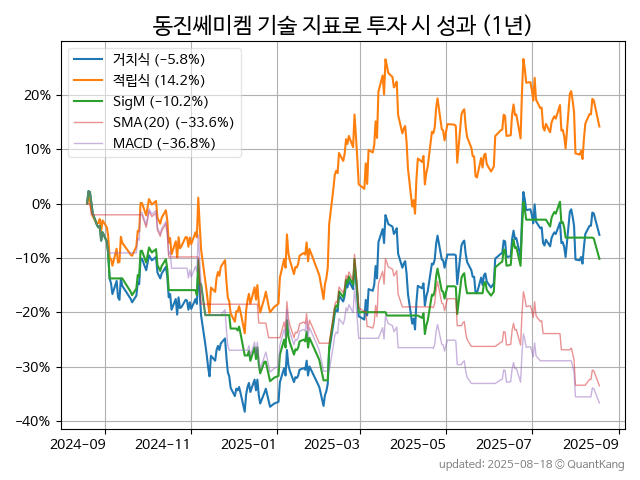 동진쎄미켐 기술 지표로 투자 시 성과 (1년)
거치식 (−5.8%)
적립식 (14.2%)
SigM (−10.2%)
SMA(20) (−33.6%)
MACD (−36.8%)
20%
10%
0%
−10%
−20%
−30%
−40%
2024-09 2024-11 2025-01 2025-03 2025-05 2025-07 2025-09
updated: 2025-08-18 © QuantKang